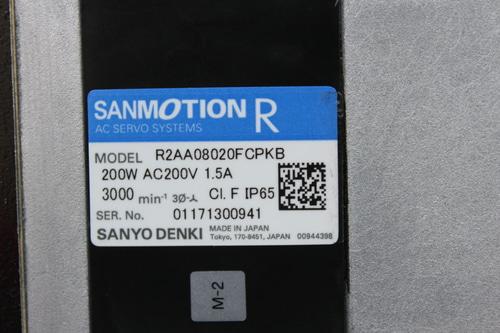 SANMOTION R
AC SERVO SYSTEMS
MODEL R2AA08020FCPKB
200W AC200V 1.5A
3000 min⁻¹ 3Ø-⅄ Cl. F IP65
SER. No. 01171300941
SANYO DENKI MADE IN JAPAN
Tokyo, 170-8451, JAPAN 00944398
M-2